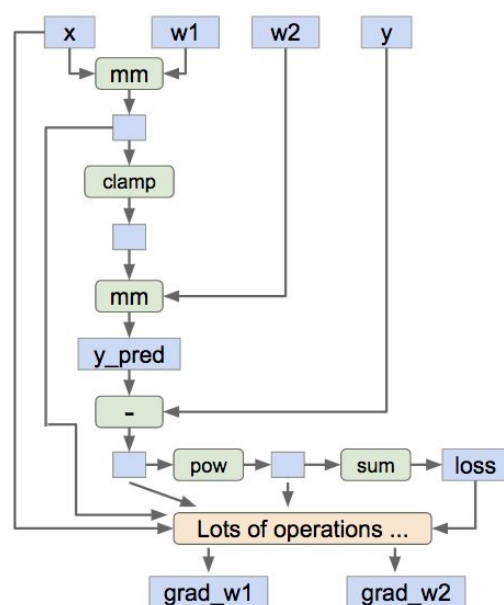 x w1 w2 y
mm
clamp
mm
y_pred
-
pow sum loss
Lots of operations ...
grad_w1 grad_w2